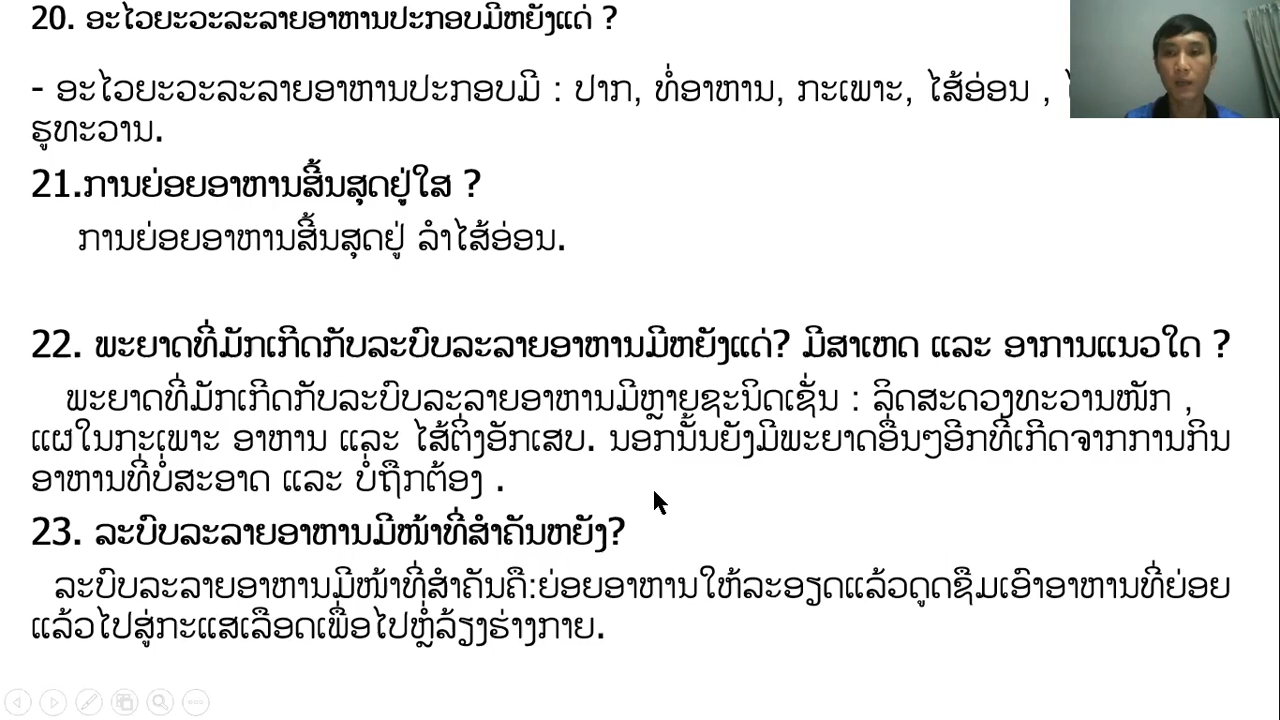 20. ອະໄວຍະວະລະລາຍອາຫານປະກອບມີຫຍັງແດ່ ?
- ອະໄວຍະວະລະລາຍອາຫານປະກອບມີ : ປາກ, ທໍ່ອາຫານ, ກະເພາະ, ໄສ້ອ່ອນ ,
ຮູທະວານ.
21.ການຍ່ອຍອາຫານສິ້ນສຸດຢູ່ໃສ ?
ການຍ່ອຍອາຫານສິ້ນສຸດຢູ່ ລຳໄສ້ອ່ອນ.
22. ພະຍາດທີ່ມັກເກີດກັບລະບົບລະລາຍອາຫານມີຫຍັງແດ່? ມີສາເຫດ ແລະ ອາການແນວໃດ ?
ພະຍາດທີ່ມັກເກີດກັບລະບົບລະລາຍອາຫານມີຫຼາຍຊະນິດເຊັ່ນ : ລິດສະດວງທະວານໜັກ ,
ແຜໃນກະເພາະ ອາຫານ ແລະ ໄສ້ຕິ່ງອັກເສບ. ນອກນັ້ນຍັງມີພະຍາດອື່ນໆອີກທີ່ເກີດຈາກການກິນ
ອາຫານທີ່ບໍ່ສະອາດ ແລະ ບໍ່ຖືກຕ້ອງ .
23. ລະບົບລະລາຍອາຫານມີໜ້າທີ່ສຳຄັນຫຍັງ?
ລະບົບລະລາຍອາຫານມີໜ້າທີ່ສຳຄັນຄື:ຍ່ອຍອາຫານໃຫ້ລະອຽດແລ້ວດູດຊືມເອົາອາຫານທີ່ຍ່ອຍ
ແລ້ວໄປສູ່ກະແສເລືອດເພື່ອໄປຫຼໍ່ລ້ຽງຮ່າງກາຍ.